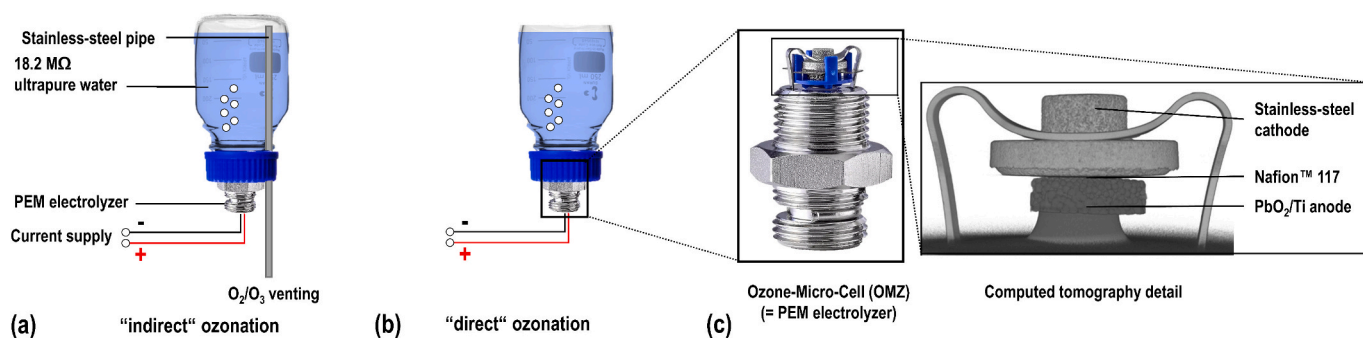 Stainless-steel pipe
18.2 MΩ
ultrapure water
PEM electrolyzer
Current supply
-
+
O₂/O₃ venting
(a)
“indirect“ ozonation
-
+
(b)
“direct“ ozonation
(c)
Ozone-Micro-Cell (OMZ)
(= PEM electrolyzer)
Stainless-steel
cathode
Nafion™ 117
PbO₂/Ti anode
Computed tomography detail